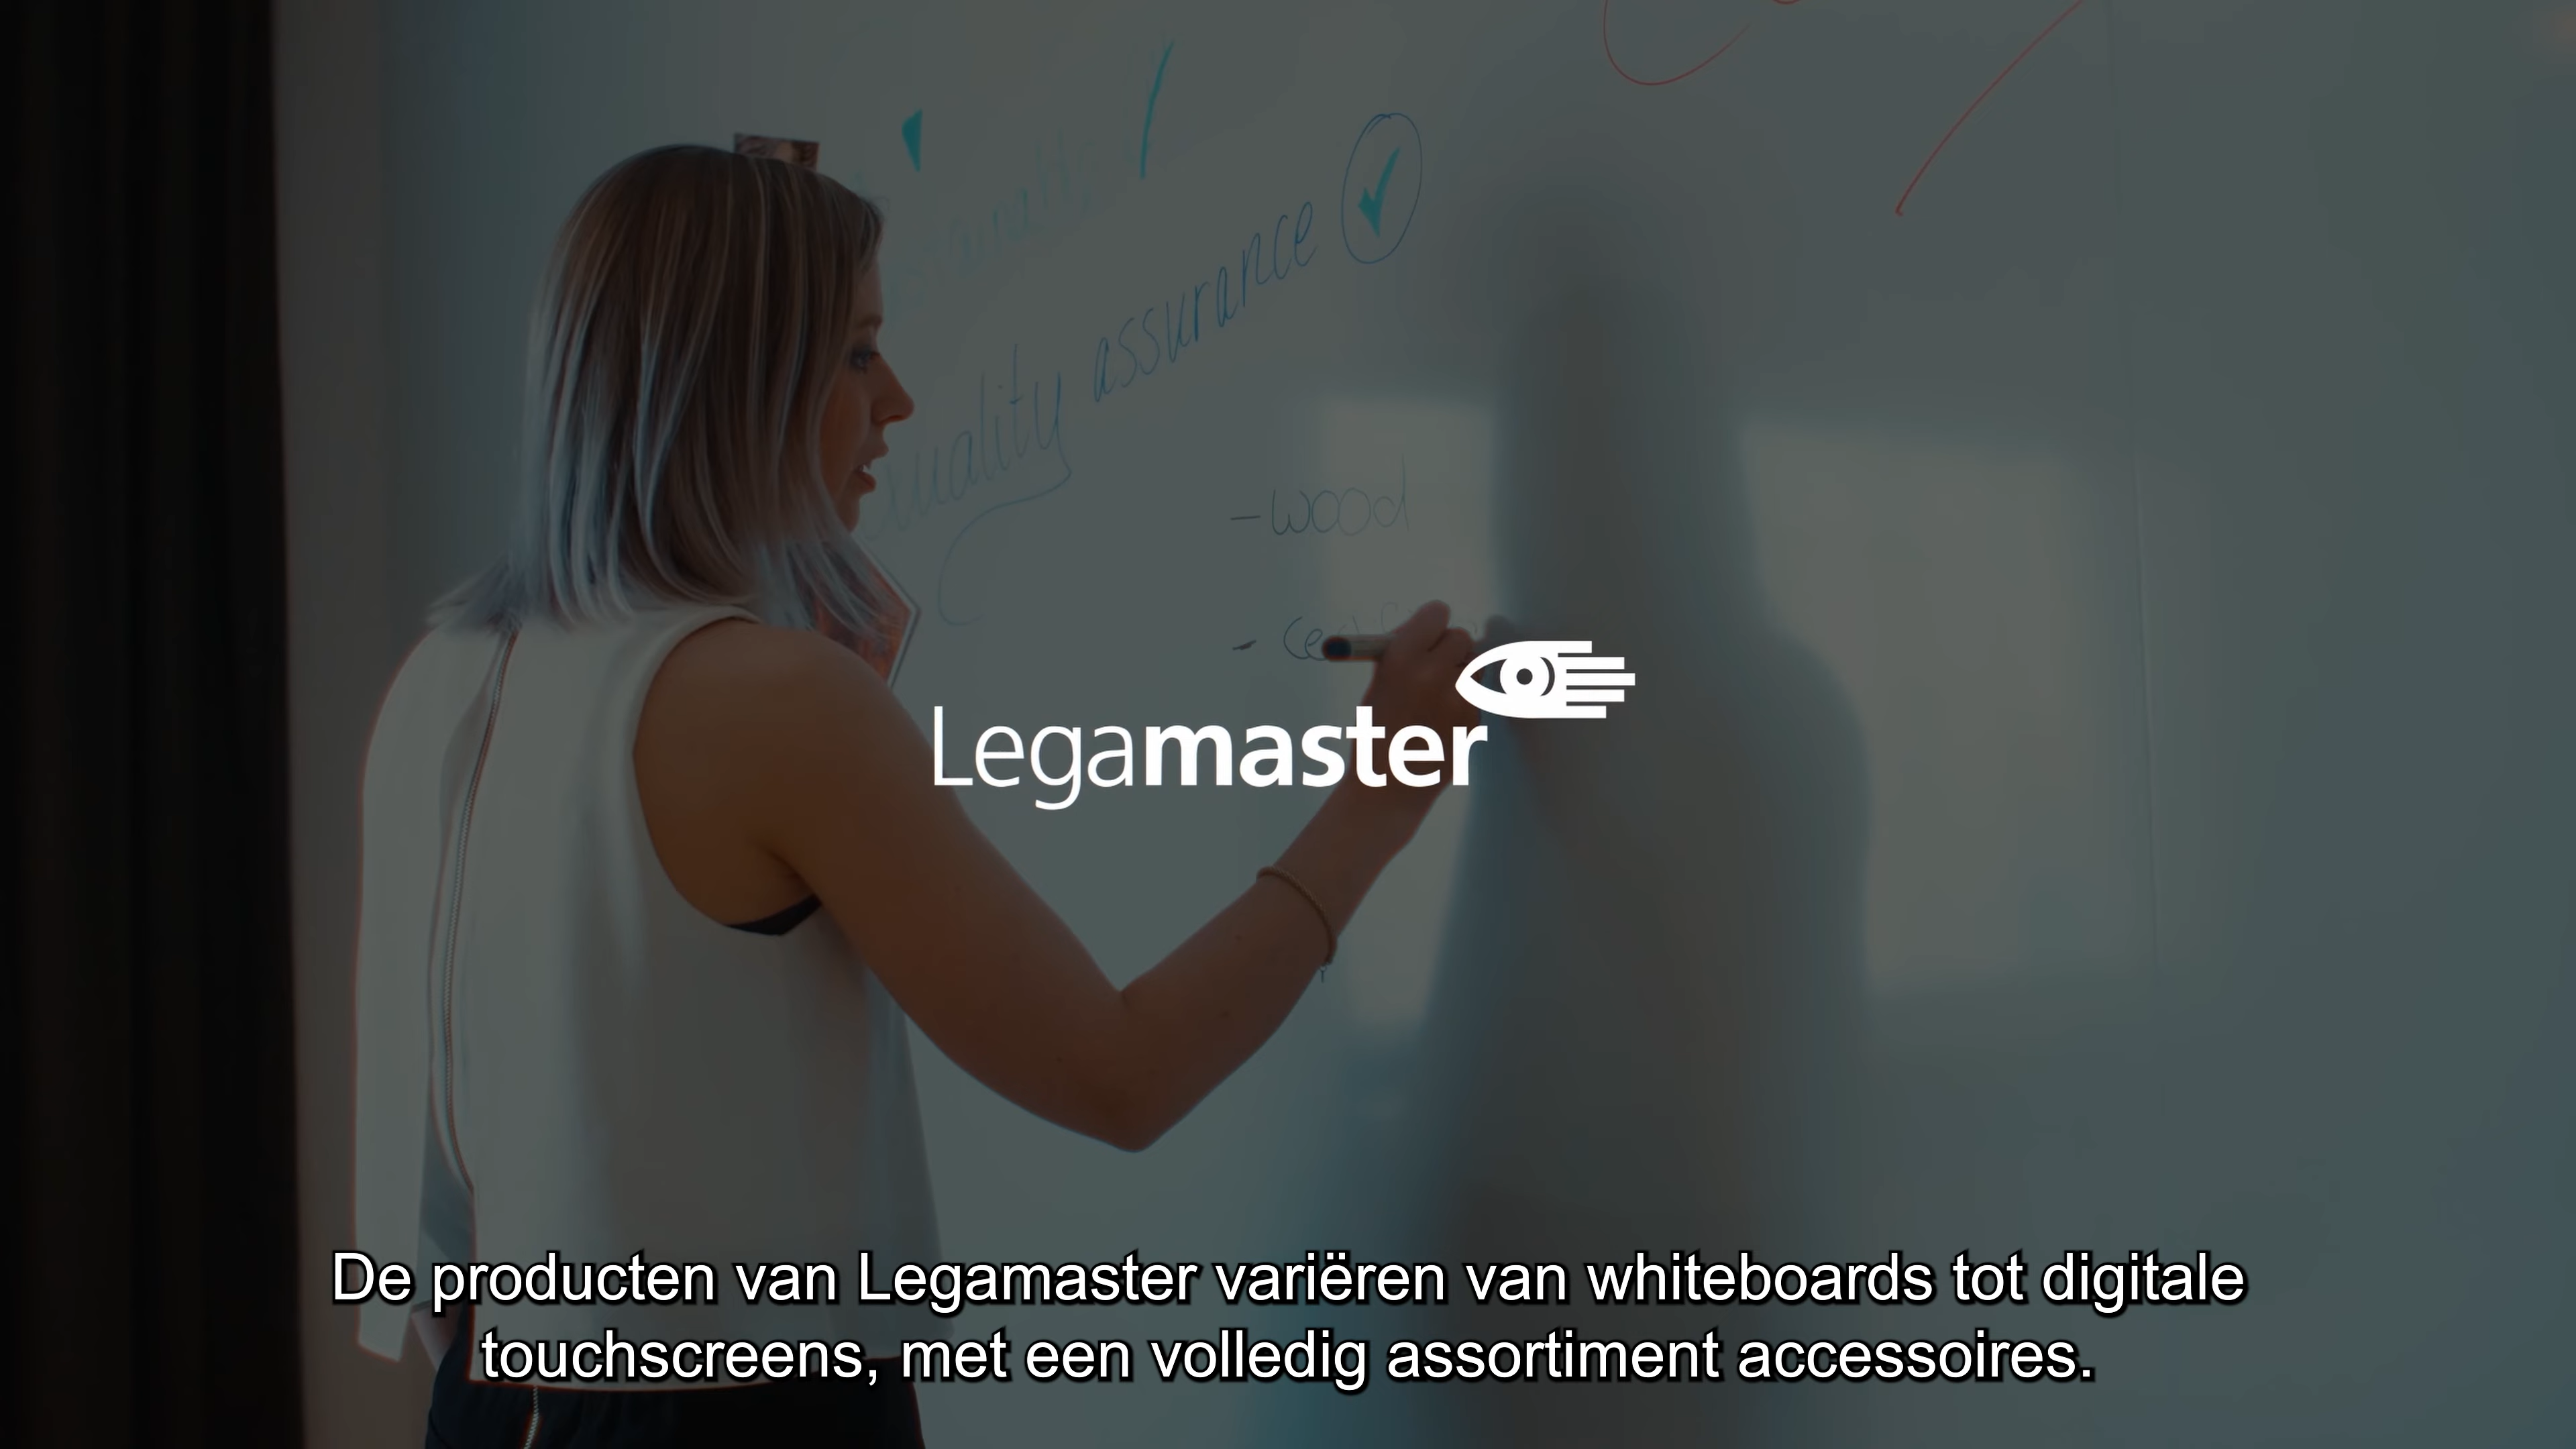 Quality assurance ✓
- wood
Legamaster
De producten van Legamaster variëren van whiteboards tot digitale
touchscreens, met een volledig assortiment accessoires.